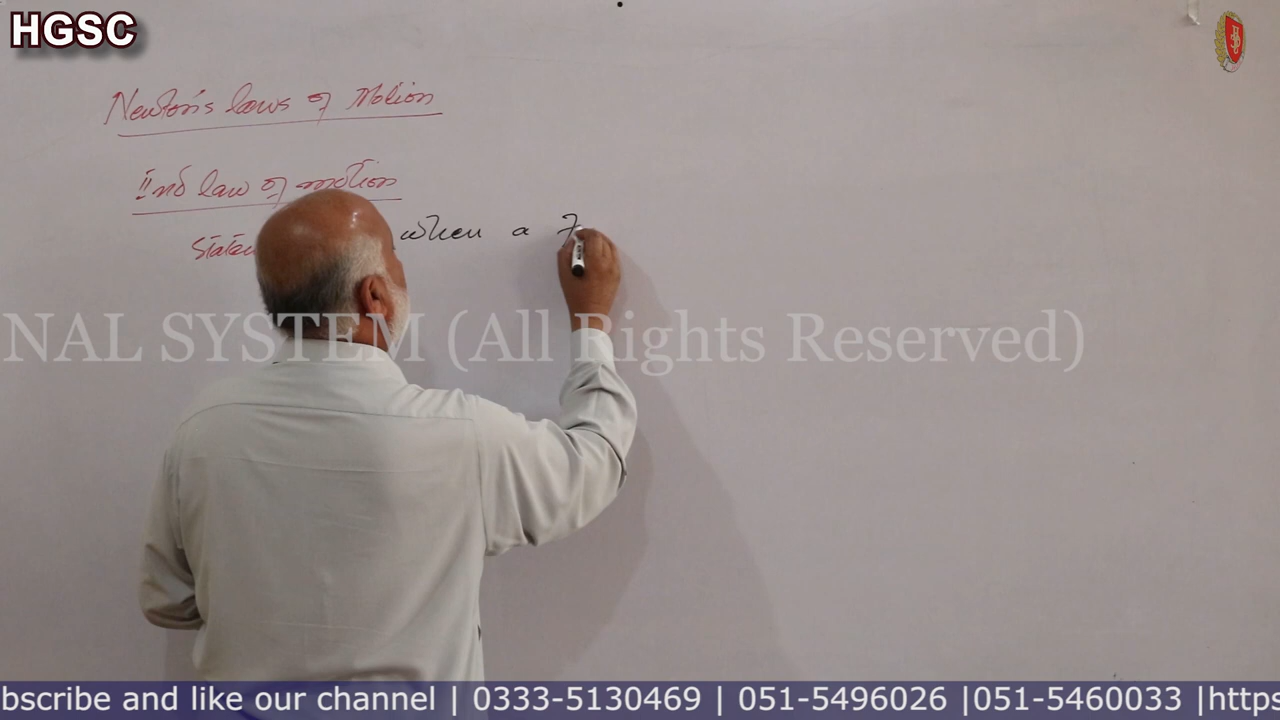 HGSC
Newton's laws of Motion
IInd law of motion
when a
NAL SYSTEM (All Rights Reserved)
bscribe and like our channel | 0333-5130469 | 051-5496026 |051-5460033 |https